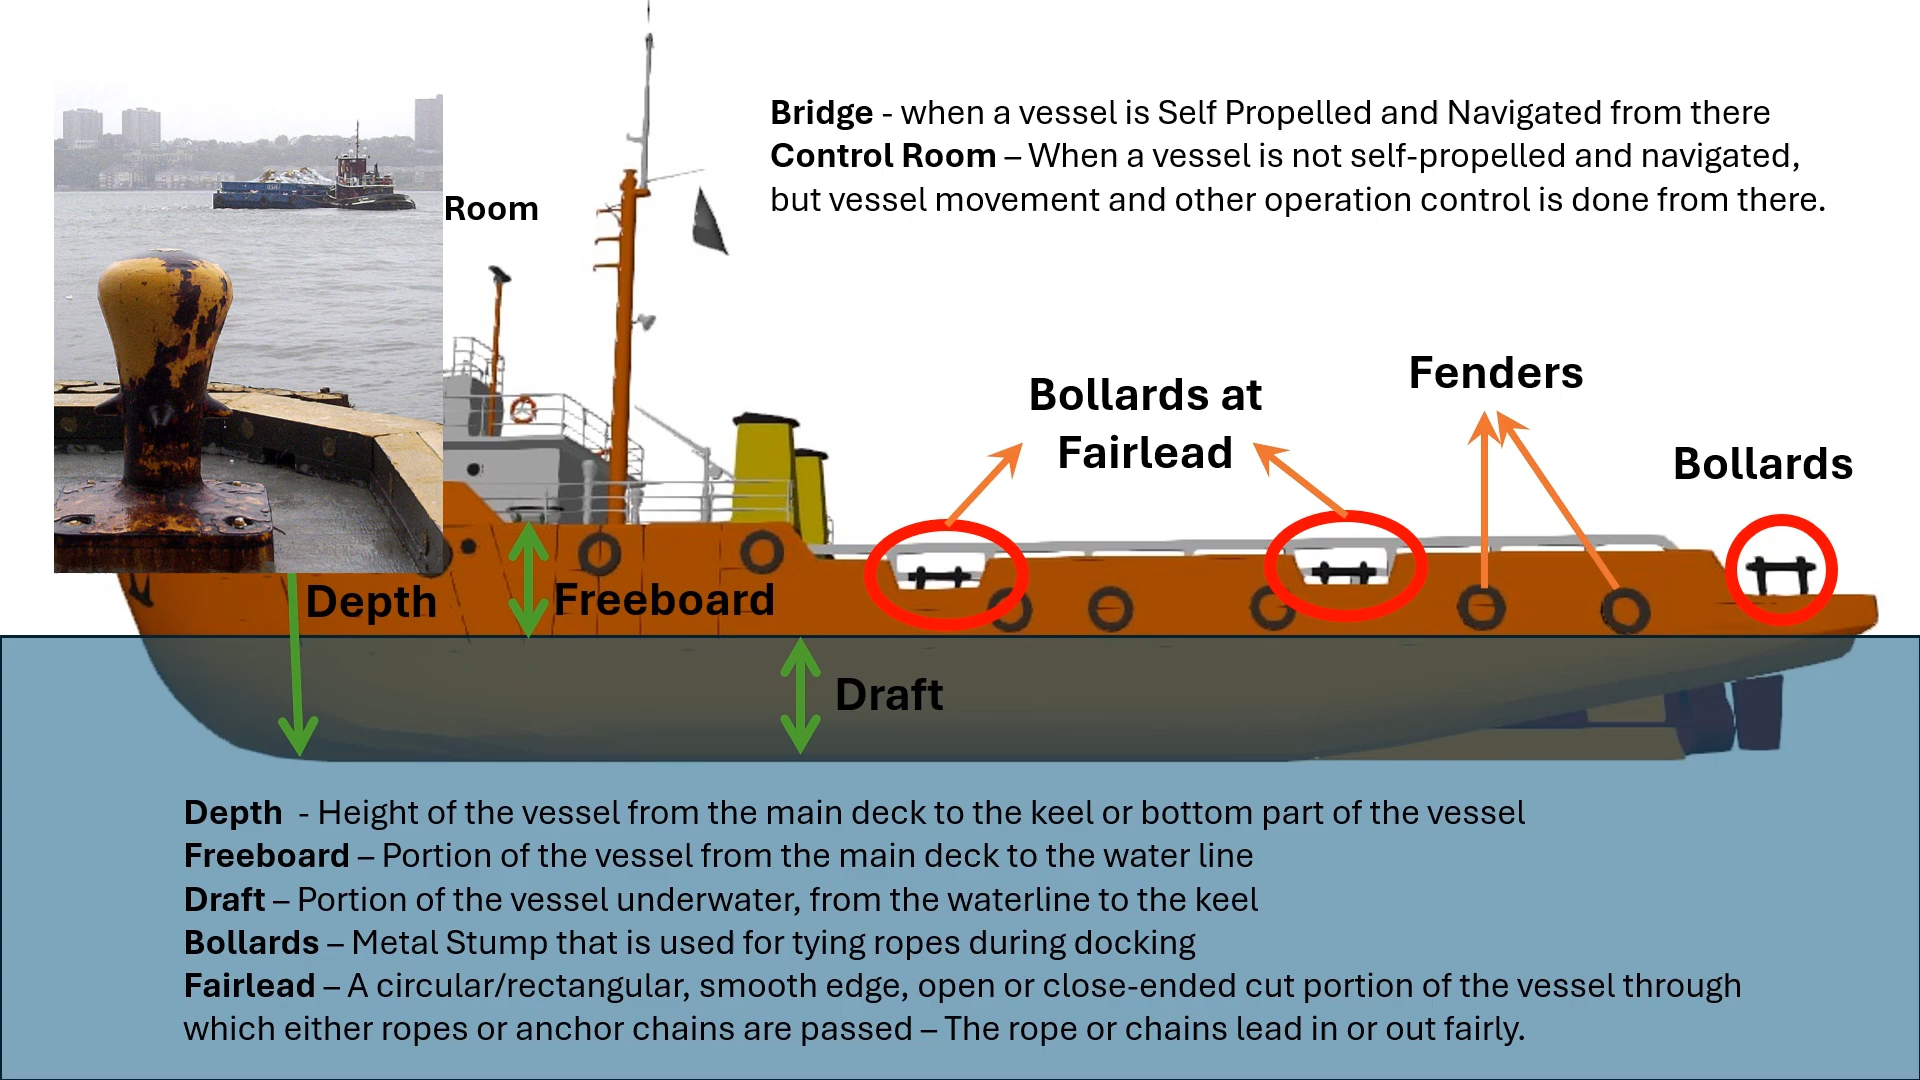 Bridge - when a vessel is Self Propelled and Navigated from there
Control Room – When a vessel is not self-propelled and navigated,
but vessel movement and other operation control is done from there.
Room
Bollards at
Fairlead
Fenders
Bollards
Depth
Freeboard
Draft
Depth - Height of the vessel from the main deck to the keel or bottom part of the vessel
Freeboard – Portion of the vessel from the main deck to the water line
Draft – Portion of the vessel underwater, from the waterline to the keel
Bollards – Metal Stump that is used for tying ropes during docking
Fairlead – A circular/rectangular, smooth edge, open or close-ended cut portion of the vessel through
which either ropes or anchor chains are passed – The rope or chains lead in or out fairly.